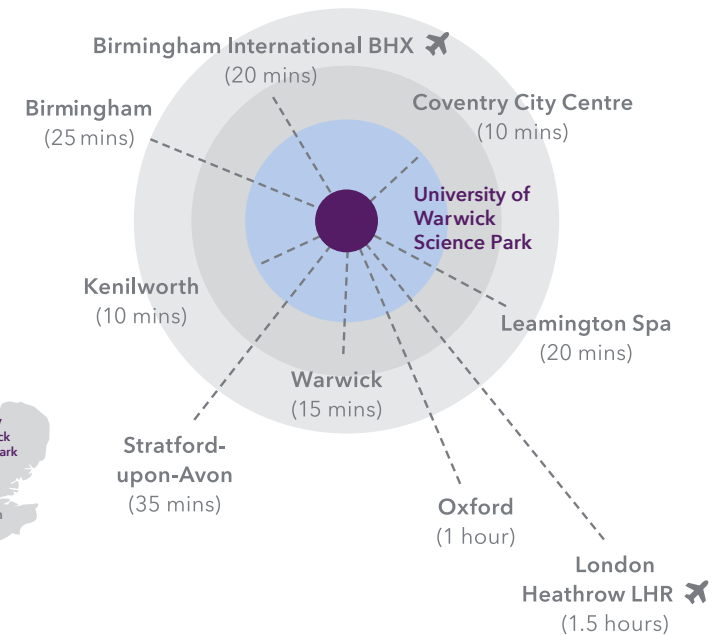 Birmingham International BHX
(20 mins)
Birmingham
(25 mins)
Coventry City Centre
(10 mins)
University of
Warwick
Science Park
Kenilworth
(10 mins)
Leamington Spa
(20 mins)
Warwick
(15 mins)
Stratford-
upon-Avon
(35 mins)
Oxford
(1 hour)
London
Heathrow LHR
(1.5 hours)